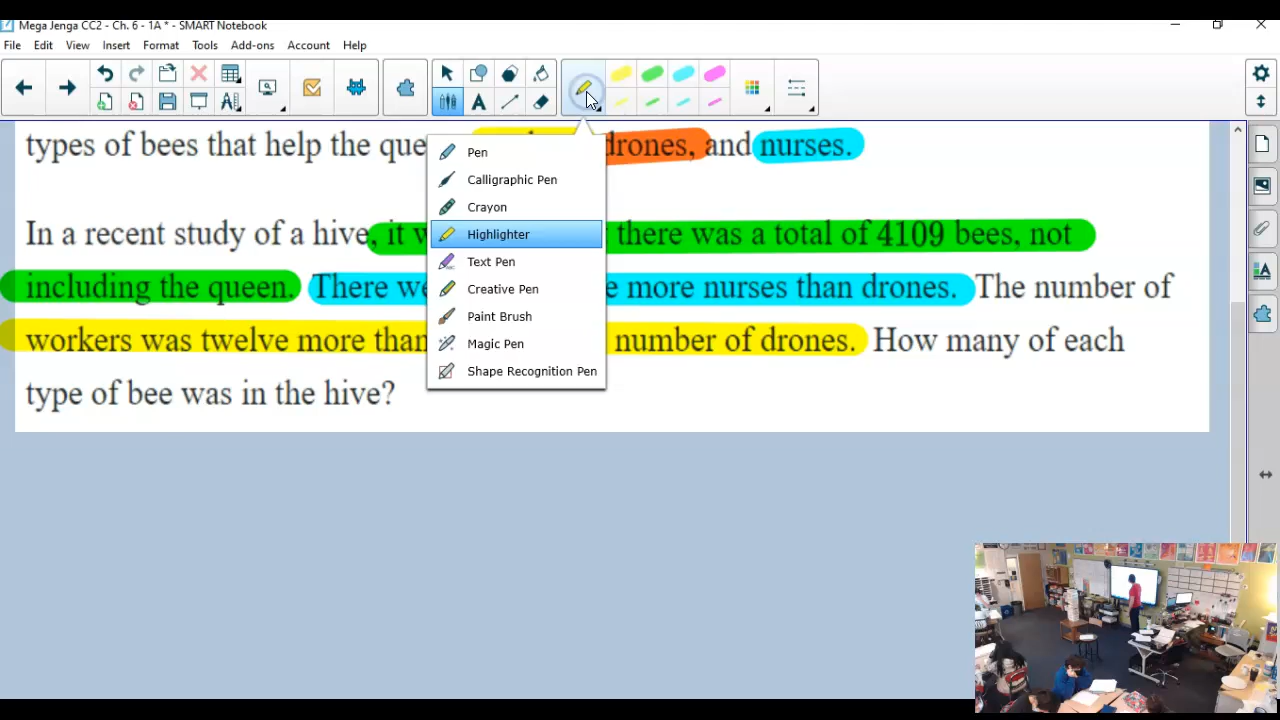 Mega Jenga CC2 - Ch. 6 - 1A * - SMART Notebook
File Edit View Insert Format Tools Add-ons Account Help
types of bees that help the que drones, and nurses.
Pen
Calligraphic Pen
Crayon
Highlighter
Text Pen
Creative Pen
Paint Brush
Magic Pen
Shape Recognition Pen
In a recent study of a hive, it there was a total of 4109 bees, not
including the queen. There we more nurses than drones. The number of
workers was twelve more than number of drones. How many of each
type of bee was in the hive?